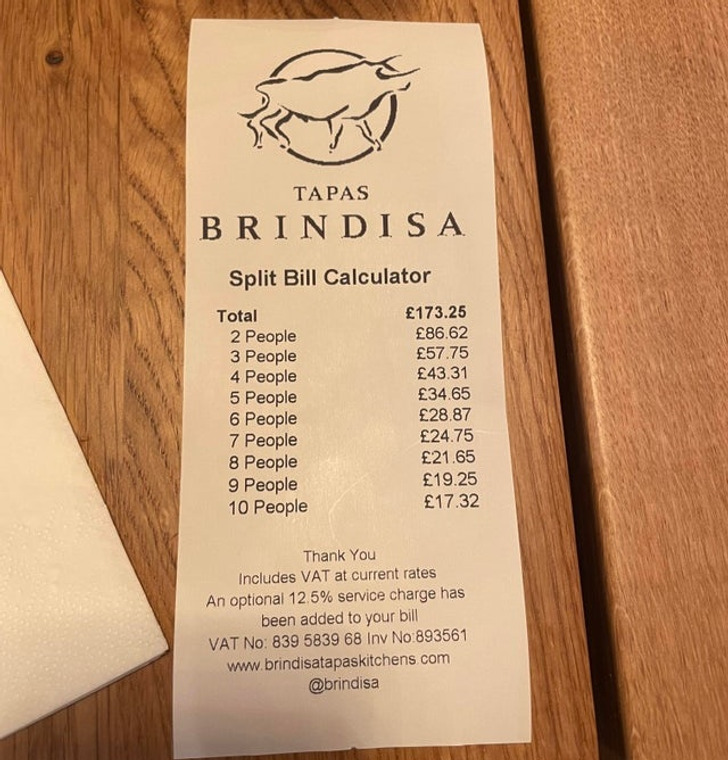 TAPAS
BRINDISA
Split Bill Calculator
Total £173.25
2 People £86.62
3 People £57.75
4 People £43.31
5 People £34.65
6 People £28.87
7 People £24.75
8 People £21.65
9 People £19.25
10 People £17.32
Thank You
Includes VAT at current rates
An optional 12.5% service charge has
been added to your bill
VAT No: 839 5839 68 Inv No:893561
www.brindisatapaskitchens.com
@brindisa